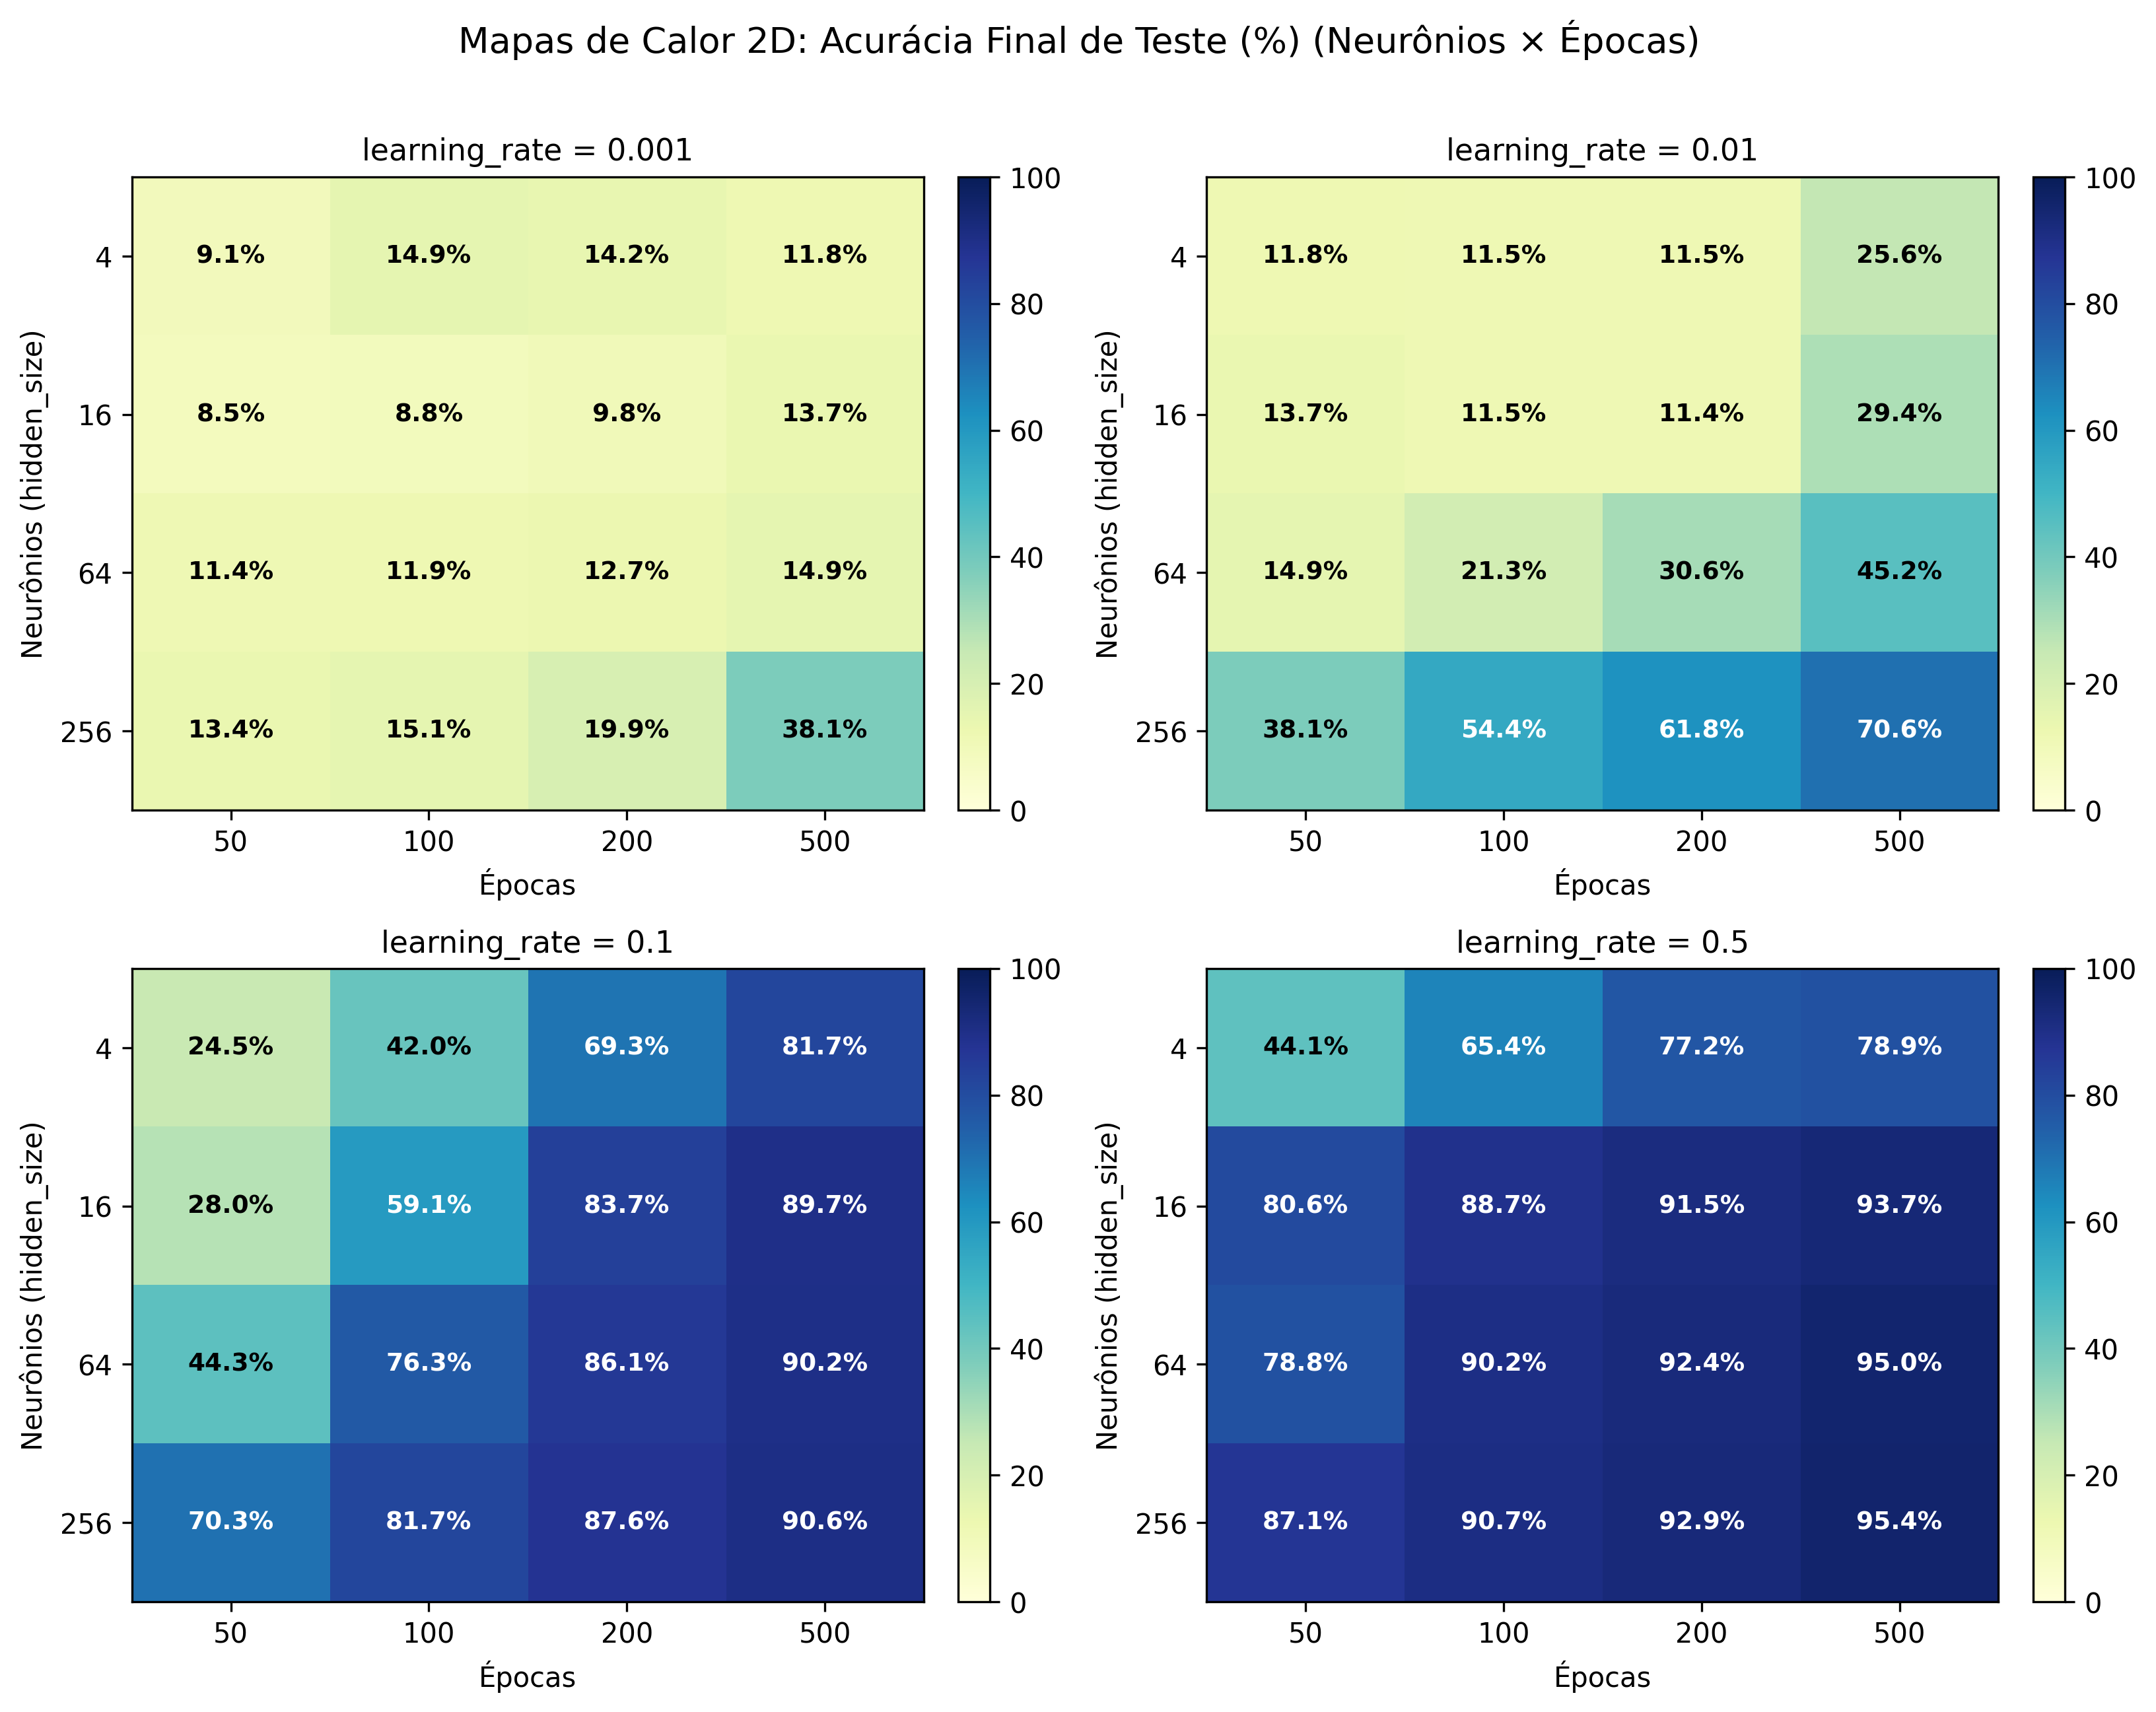 Mapas de Calor 2D: Acurácia Final de Teste (%) (Neurônios × Épocas)
learning_rate = 0.001
Neurônios (hidden_size)
4 9.1% 14.9% 14.2% 11.8%
16 8.5% 8.8% 9.8% 13.7%
64 11.4% 11.9% 12.7% 14.9%
256 13.4% 15.1% 19.9% 38.1%
50 100 200 500
Épocas
100
80
60
40
20
0
learning_rate = 0.01
Neurônios (hidden_size)
4 11.8% 11.5% 11.5% 25.6%
16 13.7% 11.5% 11.4% 29.4%
64 14.9% 21.3% 30.6% 45.2%
256 38.1% 54.4% 61.8% 70.6%
50 100 200 500
Épocas
100
80
60
40
20
0
learning_rate = 0.1
Neurônios (hidden_size)
4 24.5% 42.0% 69.3% 81.7%
16 28.0% 59.1% 83.7% 89.7%
64 44.3% 76.3% 86.1% 90.2%
256 70.3% 81.7% 87.6% 90.6%
50 100 200 500
Épocas
100
80
60
40
20
0
learning_rate = 0.5
Neurônios (hidden_size)
4 44.1% 65.4% 77.2% 78.9%
16 80.6% 88.7% 91.5% 93.7%
64 78.8% 90.2% 92.4% 95.0%
256 87.1% 90.7% 92.9% 95.4%
50 100 200 500
Épocas
100
80
60
40
20
0